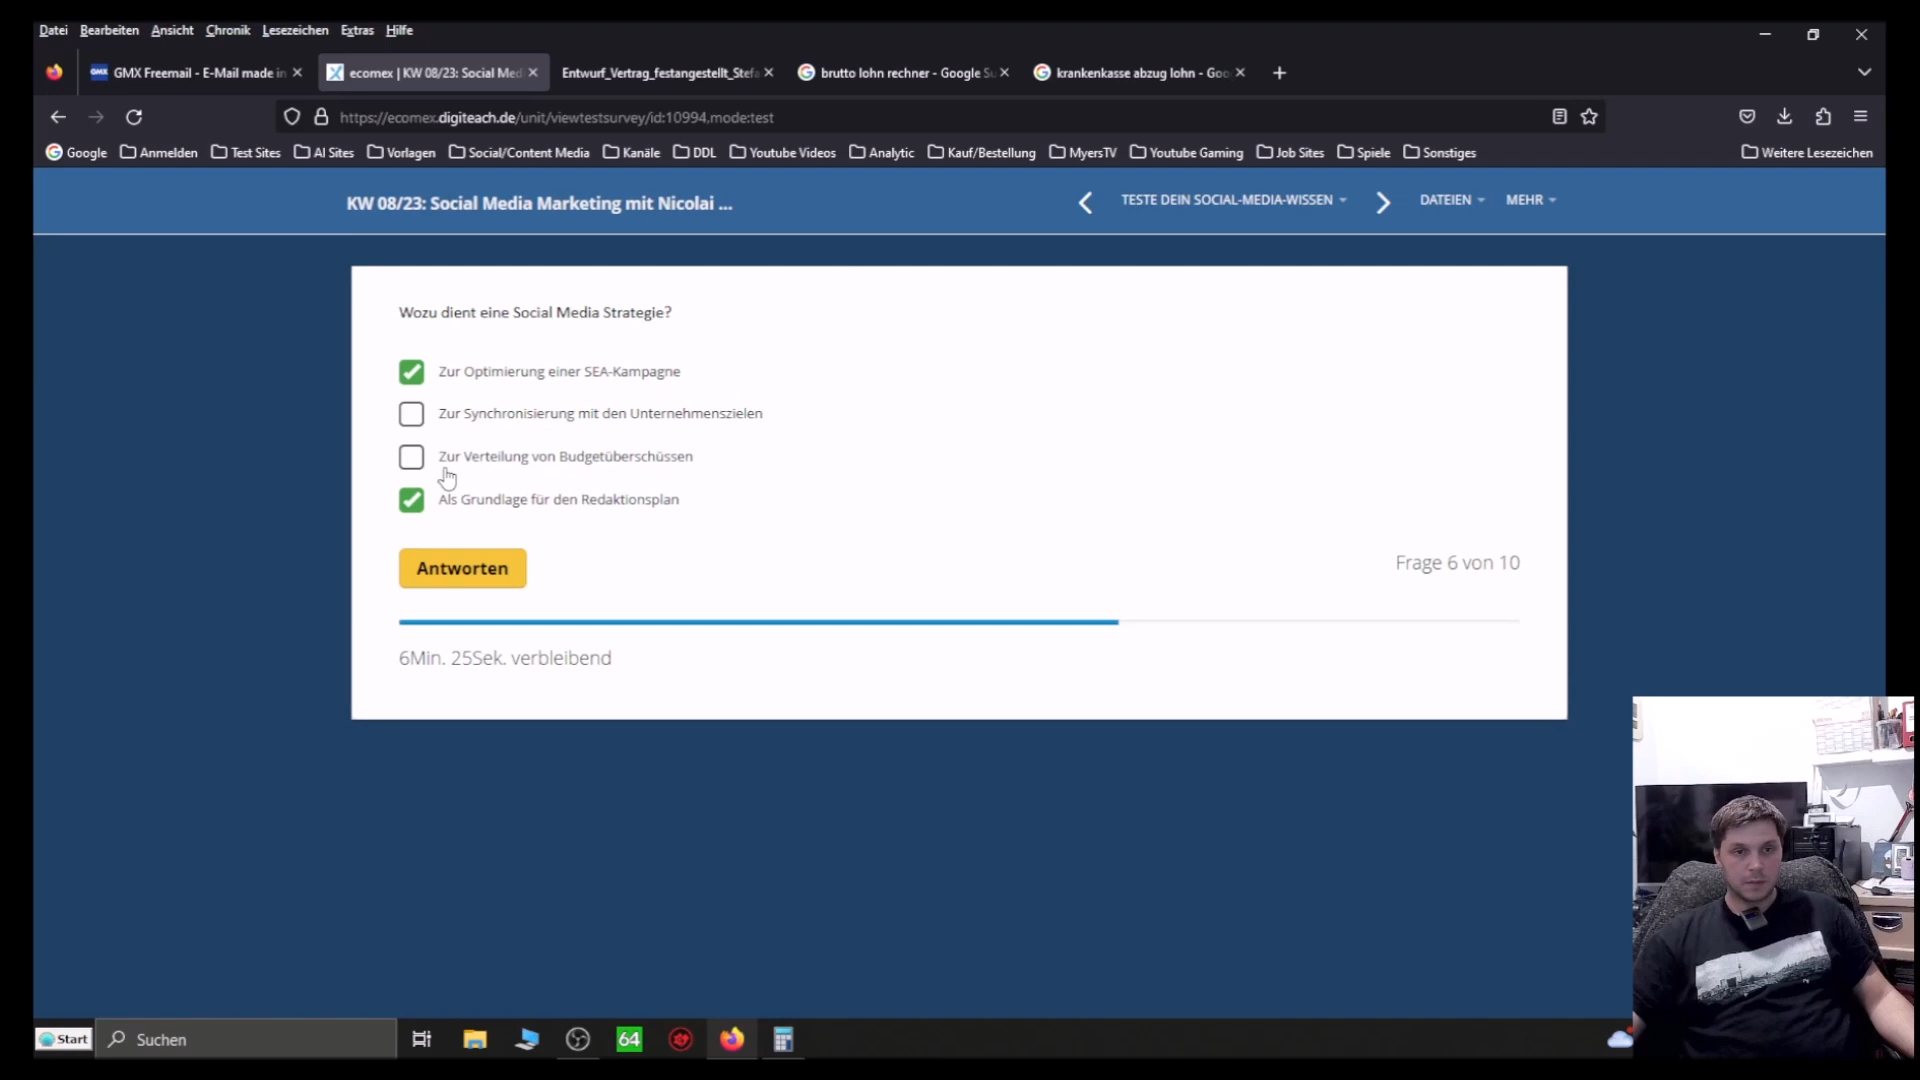 Datei Bearbeiten Ansicht Chronik Lesezeichen Extras Hilfe
GMX Freemail - E-Mail made in
ecomex | KW 08/23: Social Med
Entwurf_Vertrag_festangestellt_Stefa
brutto lohn rechner - Google Su
krankenkasse abzug lohn - Goo
https://ecomex.digiteach.de/unit/viewtestsurvey/id:10994,mode:test
Google Anmelden Test Sites AI Sites Vorlagen Social/Content Media Kanäle DDL Youtube Videos Analytic Kauf/Bestellung MyersTV Youtube Gaming Job Sites Spiele Sonstiges Weitere Lesezeichen
KW 08/23: Social Media Marketing mit Nicolai ...
TESTE DEIN SOCIAL-MEDIA-WISSEN DATEIEN MEHR
Wozu dient eine Social Media Strategie?
Zur Optimierung einer SEA-Kampagne
Zur Synchronisierung mit den Unternehmenszielen
Zur Verteilung von Budgetüberschüssen
Als Grundlage für den Redaktionsplan
Antworten
Frage 6 von 10
6Min. 25Sek. verbleibend
Start
Suchen
64